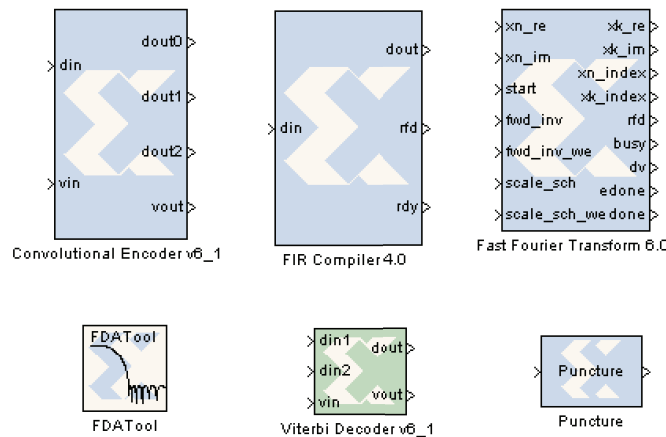 din
vin
dout0
dout1
dout2
vout
Convolutional Encoder v6_1
din
dout
rfd
rdy
FIR Compiler 4.0
xn_re
xn_im
start
fwd_inv
fwd_inv_we
scale_sch
scale_sch_we
xk_re
xk_im
xn_index
xk_index
rfd
busy
dv
edone
done
Fast Fourier Transform 6.0
FDATool
FDATool
din1
din2
vin
dout
vout
Viterbi Decoder v6_1
Puncture
Puncture